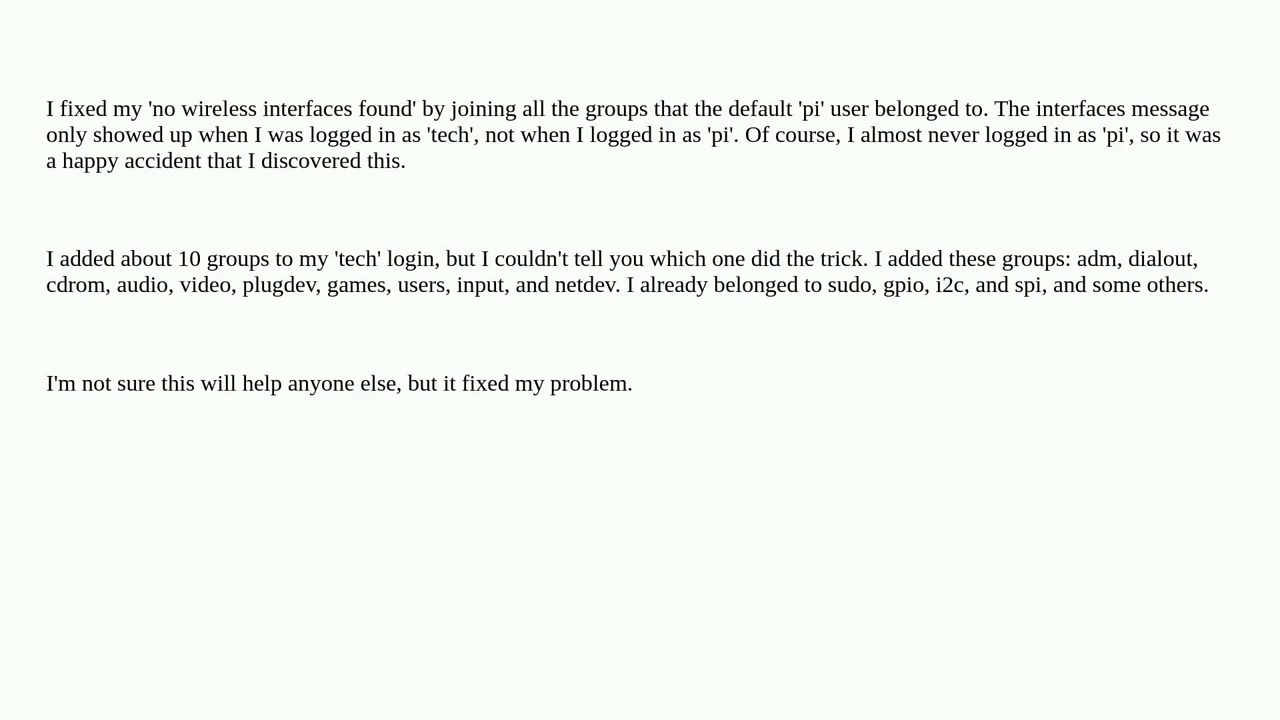 I fixed my 'no wireless interfaces found' by joining all the groups that the default 'pi' user belonged to. The interfaces message
only showed up when I was logged in as 'tech', not when I logged in as 'pi'. Of course, I almost never logged in as 'pi', so it was
a happy accident that I discovered this.
I added about 10 groups to my 'tech' login, but I couldn't tell you which one did the trick. I added these groups: adm, dialout,
cdrom, audio, video, plugdev, games, users, input, and netdev. I already belonged to sudo, gpio, i2c, and spi, and some others.
I'm not sure this will help anyone else, but it fixed my problem.